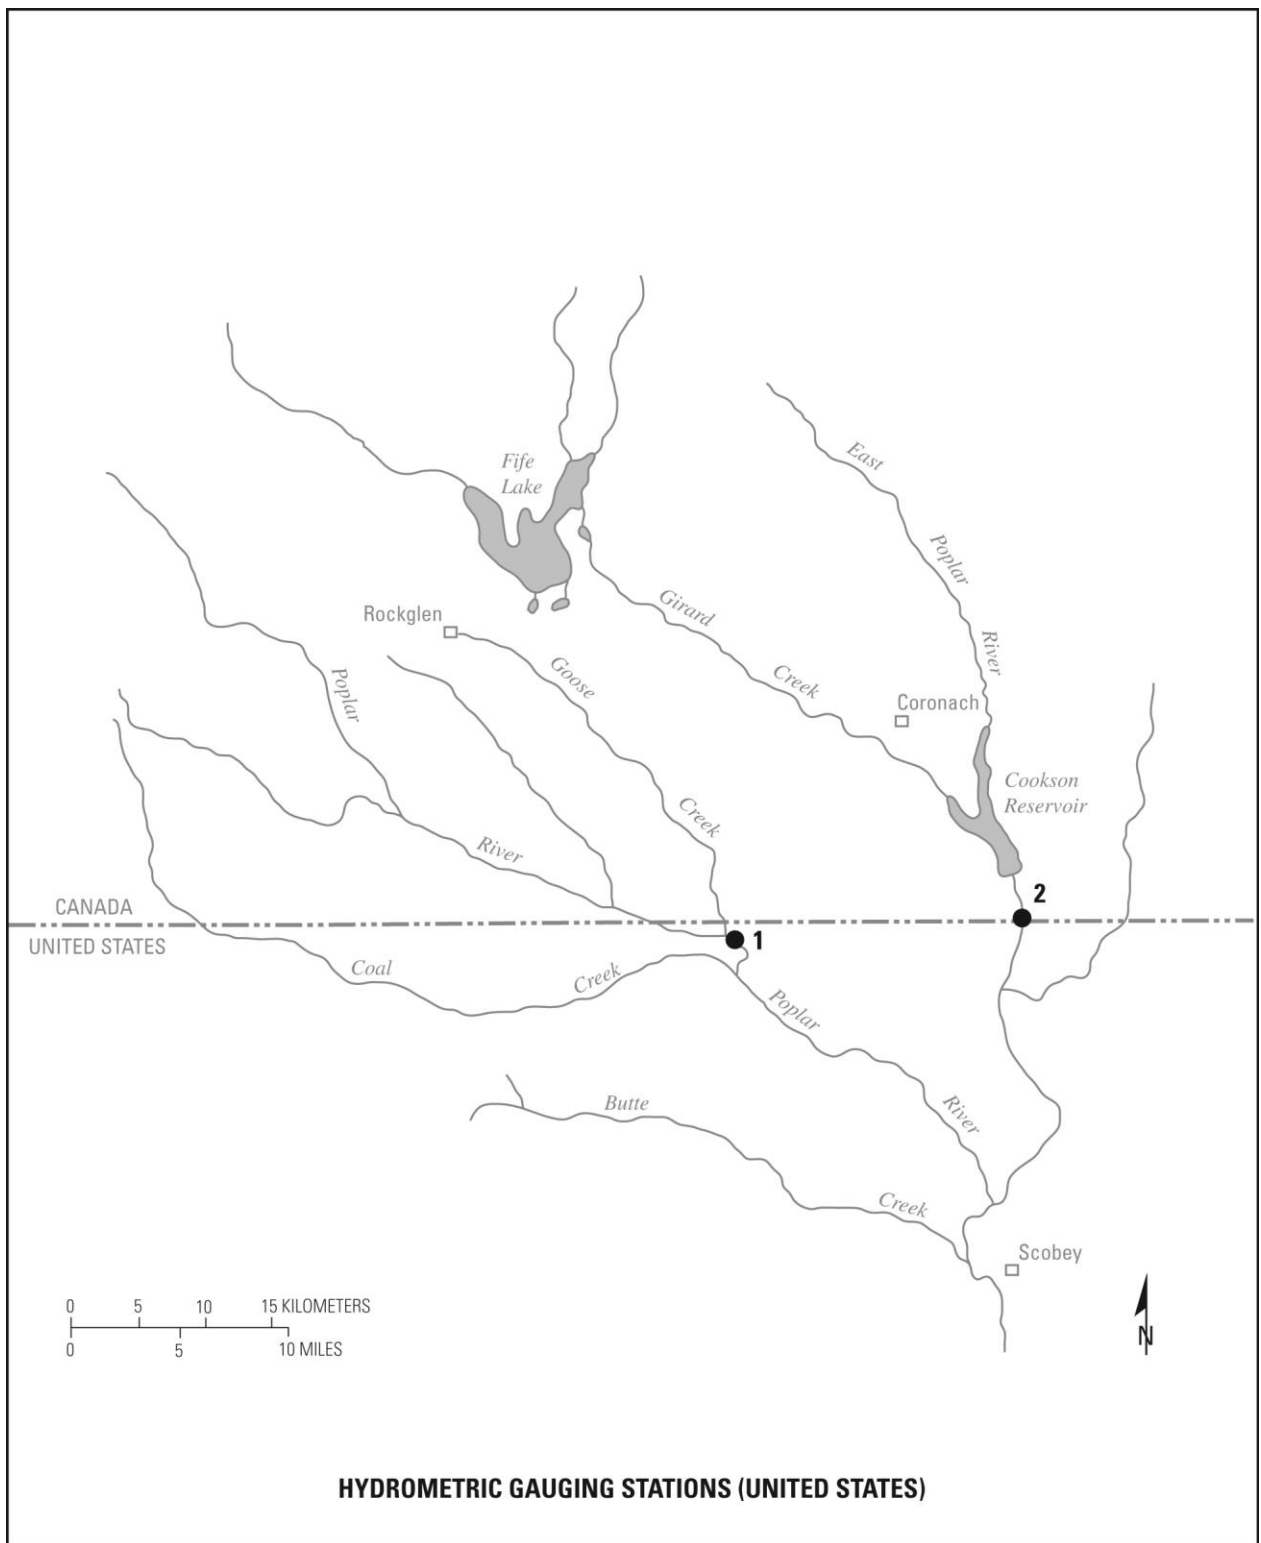 Fife
Lake
East
Poplar
River
Girard
Creek
Rockglen
Goose
Creek
Poplar
River
Coronach
Cookson
Reservoir
CANADA
UNITED STATES
2
1
Coal
Creek
Poplar
River
Butte
Creek
Scobey
0 5 10 15 KILOMETERS
0 5 10 MILES
N
HYDROMETRIC GAUGING STATIONS (UNITED STATES)